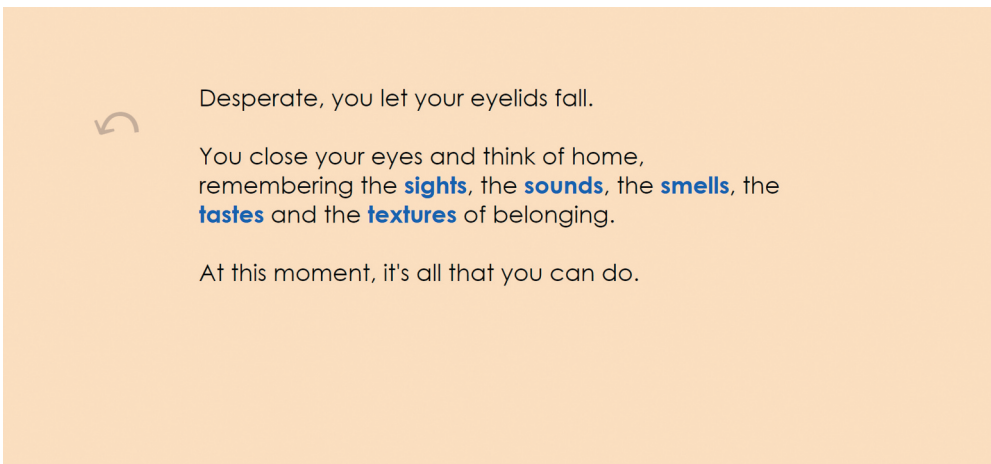 Desperate, you let your eyelids fall.
You close your eyes and think of home,
remembering the sights, the sounds, the smells, the
tastes and the textures of belonging.
At this moment, it's all that you can do.